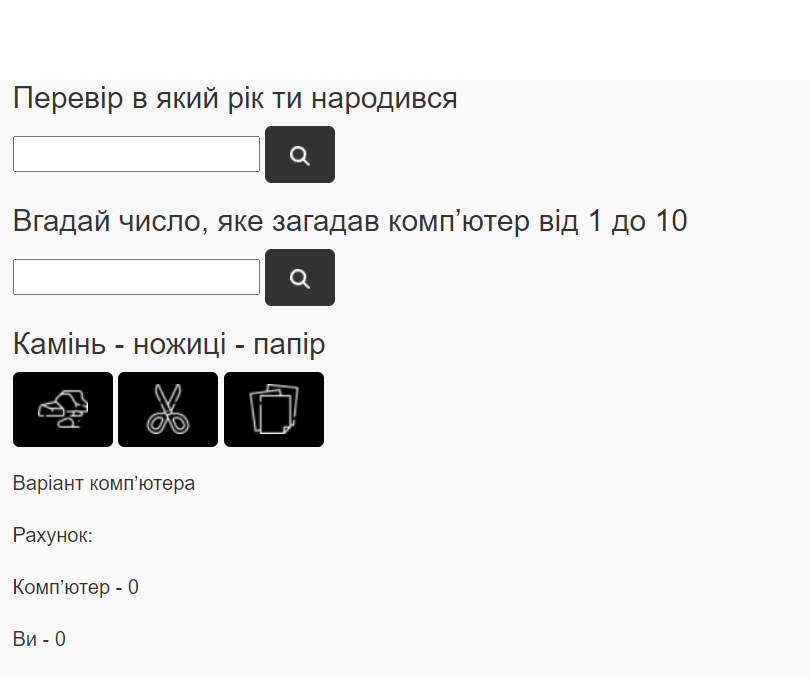 Перевір в який рік ти народився
Вгадай число, яке загадав комп’ютер від 1 до 10
Камінь - ножиці - папір
Варіант комп’ютера
Рахунок:
Комп’ютер - 0
Ви - 0